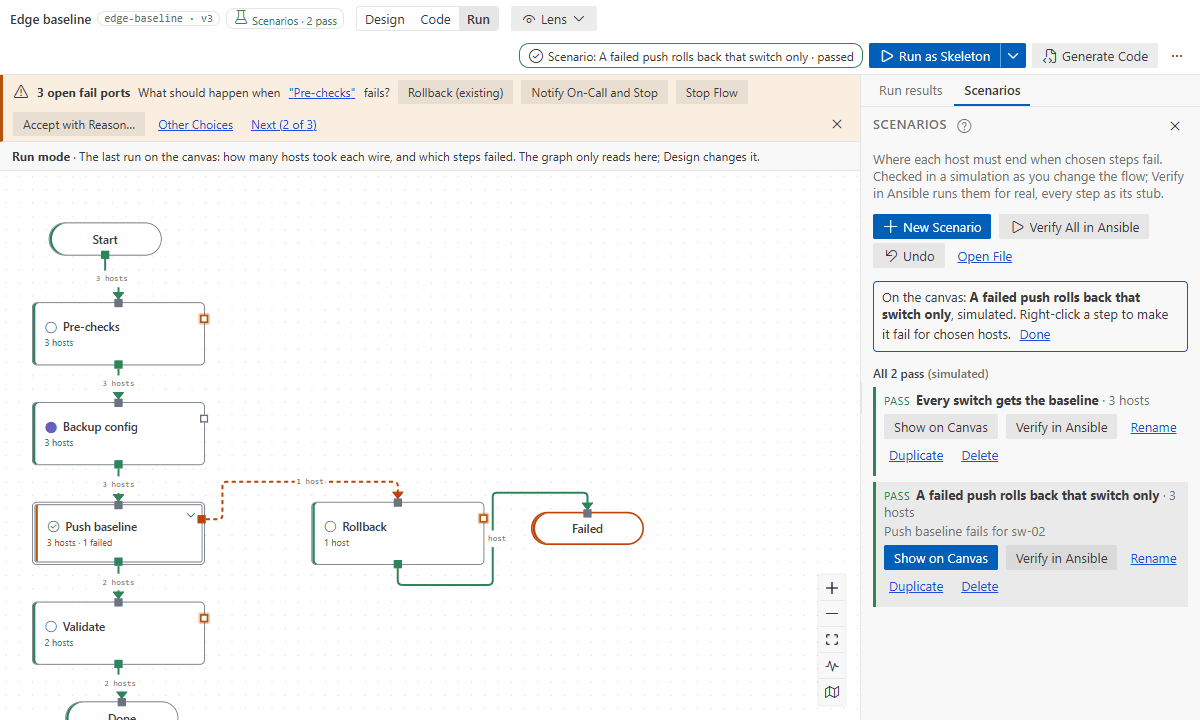 Edge baseline edge-baseline · v3 Scenarios · 2 pass Design Code Run Lens
Scenario: A failed push rolls back that switch only · passed Run as Skeleton Generate Code ···
3 open fail ports What should happen when "Pre-checks" fails? Rollback (existing) Notify On-Call and Stop Stop Flow
Accept with Reason... Other Choices Next (2 of 3)
Run mode · The last run on the canvas: how many hosts took each wire, and which steps failed. The graph only reads here; Design changes it.
Start
3 hosts
Pre-checks
3 hosts
3 hosts
Backup config
3 hosts
3 hosts
1 host
Push baseline
3 hosts · 1 failed
Rollback
1 host
host
Failed
2 hosts
Validate
2 hosts
2 hosts
Done
Run results Scenarios
SCENARIOS ?
Where each host must end when chosen steps fail.
Checked in a simulation as you change the flow; Verify
in Ansible runs them for real, every step as its stub.
New Scenario Verify All in Ansible
Undo Open File
On the canvas: A failed push rolls back that
switch only, simulated. Right-click a step to make
it fail for chosen hosts. Done
All 2 pass (simulated)
PASS Every switch gets the baseline · 3 hosts
Show on Canvas Verify in Ansible Rename
Duplicate Delete
PASS A failed push rolls back that switch only · 3
hosts
Push baseline fails for sw-02
Show on Canvas Verify in Ansible Rename
Duplicate Delete